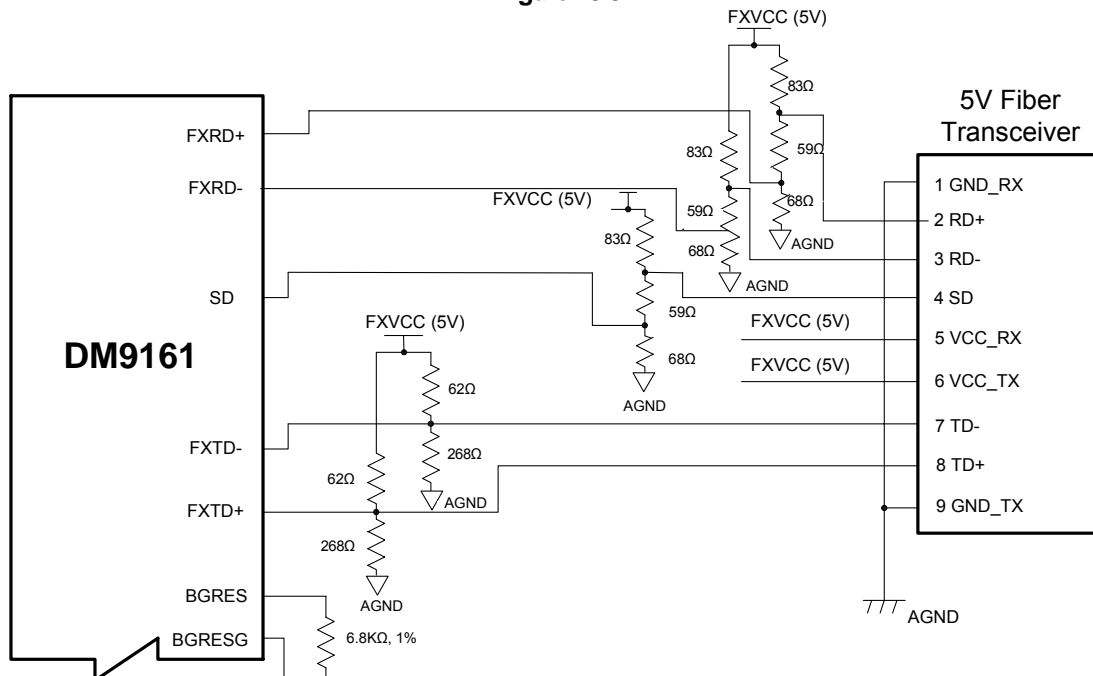 FXVCC (5V)
83Ω
5V Fiber
Transceiver
FXRD+
83Ω
59Ω
FXRD-
1 GND_RX
FXVCC (5V)
59Ω
68Ω
2 RD+
83Ω
68Ω
AGND
3 RD-
AGND
SD
4 SD
59Ω
FXVCC (5V)
FXVCC (5V)
5 VCC_RX
DM9161
68Ω
FXVCC (5V)
6 VCC_TX
62Ω
AGND
7 TD-
FXTD-
268Ω
62Ω
8 TD+
AGND
FXTD+
9 GND_TX
268Ω
BGRES
AGND
AGND
BGRESG
6.8KΩ, 1%